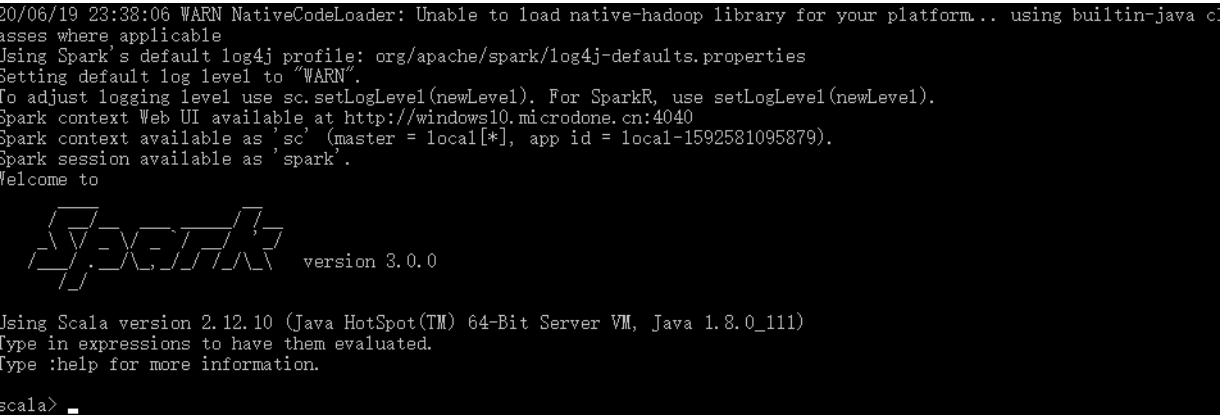 20/06/19 23:38:06 WARN NativeCodeLoader: Unable to load native-hadoop library for your platform... using builtin-java cl
asses where applicable
Using Spark's default log4j profile: org/apache/spark/log4j-defaults.properties
Setting default log level to "WARN".
To adjust logging level use sc.setLogLevel(newLevel). For SparkR, use setLogLevel(newLevel).
Spark context Web UI available at http://windows10.microdone.cn:4040
Spark context available as 'sc' (master = local[*], app id = local-1592581095879).
Spark session available as 'spark'.
Welcome to
Spark version 3.0.0
Using Scala version 2.12.10 (Java HotSpot(TM) 64-Bit Server VM, Java 1.8.0_111)
Type in expressions to have them evaluated.
Type :help for more information.
scala>